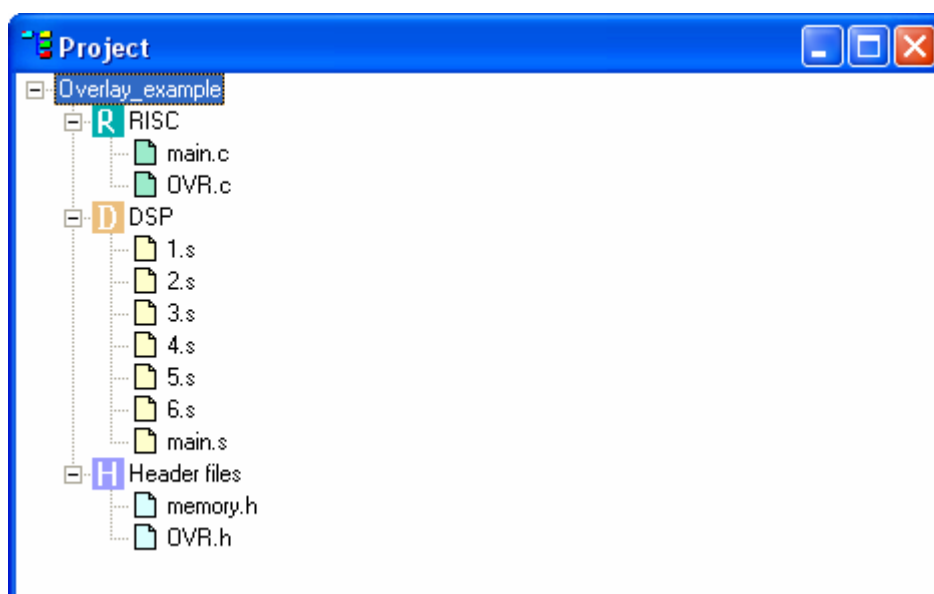 Project
Overlay_example
R RISC
main.c
OVR.c
D DSP
1.s
2.s
3.s
4.s
5.s
6.s
main.s
H Header files
memory.h
OVR.h